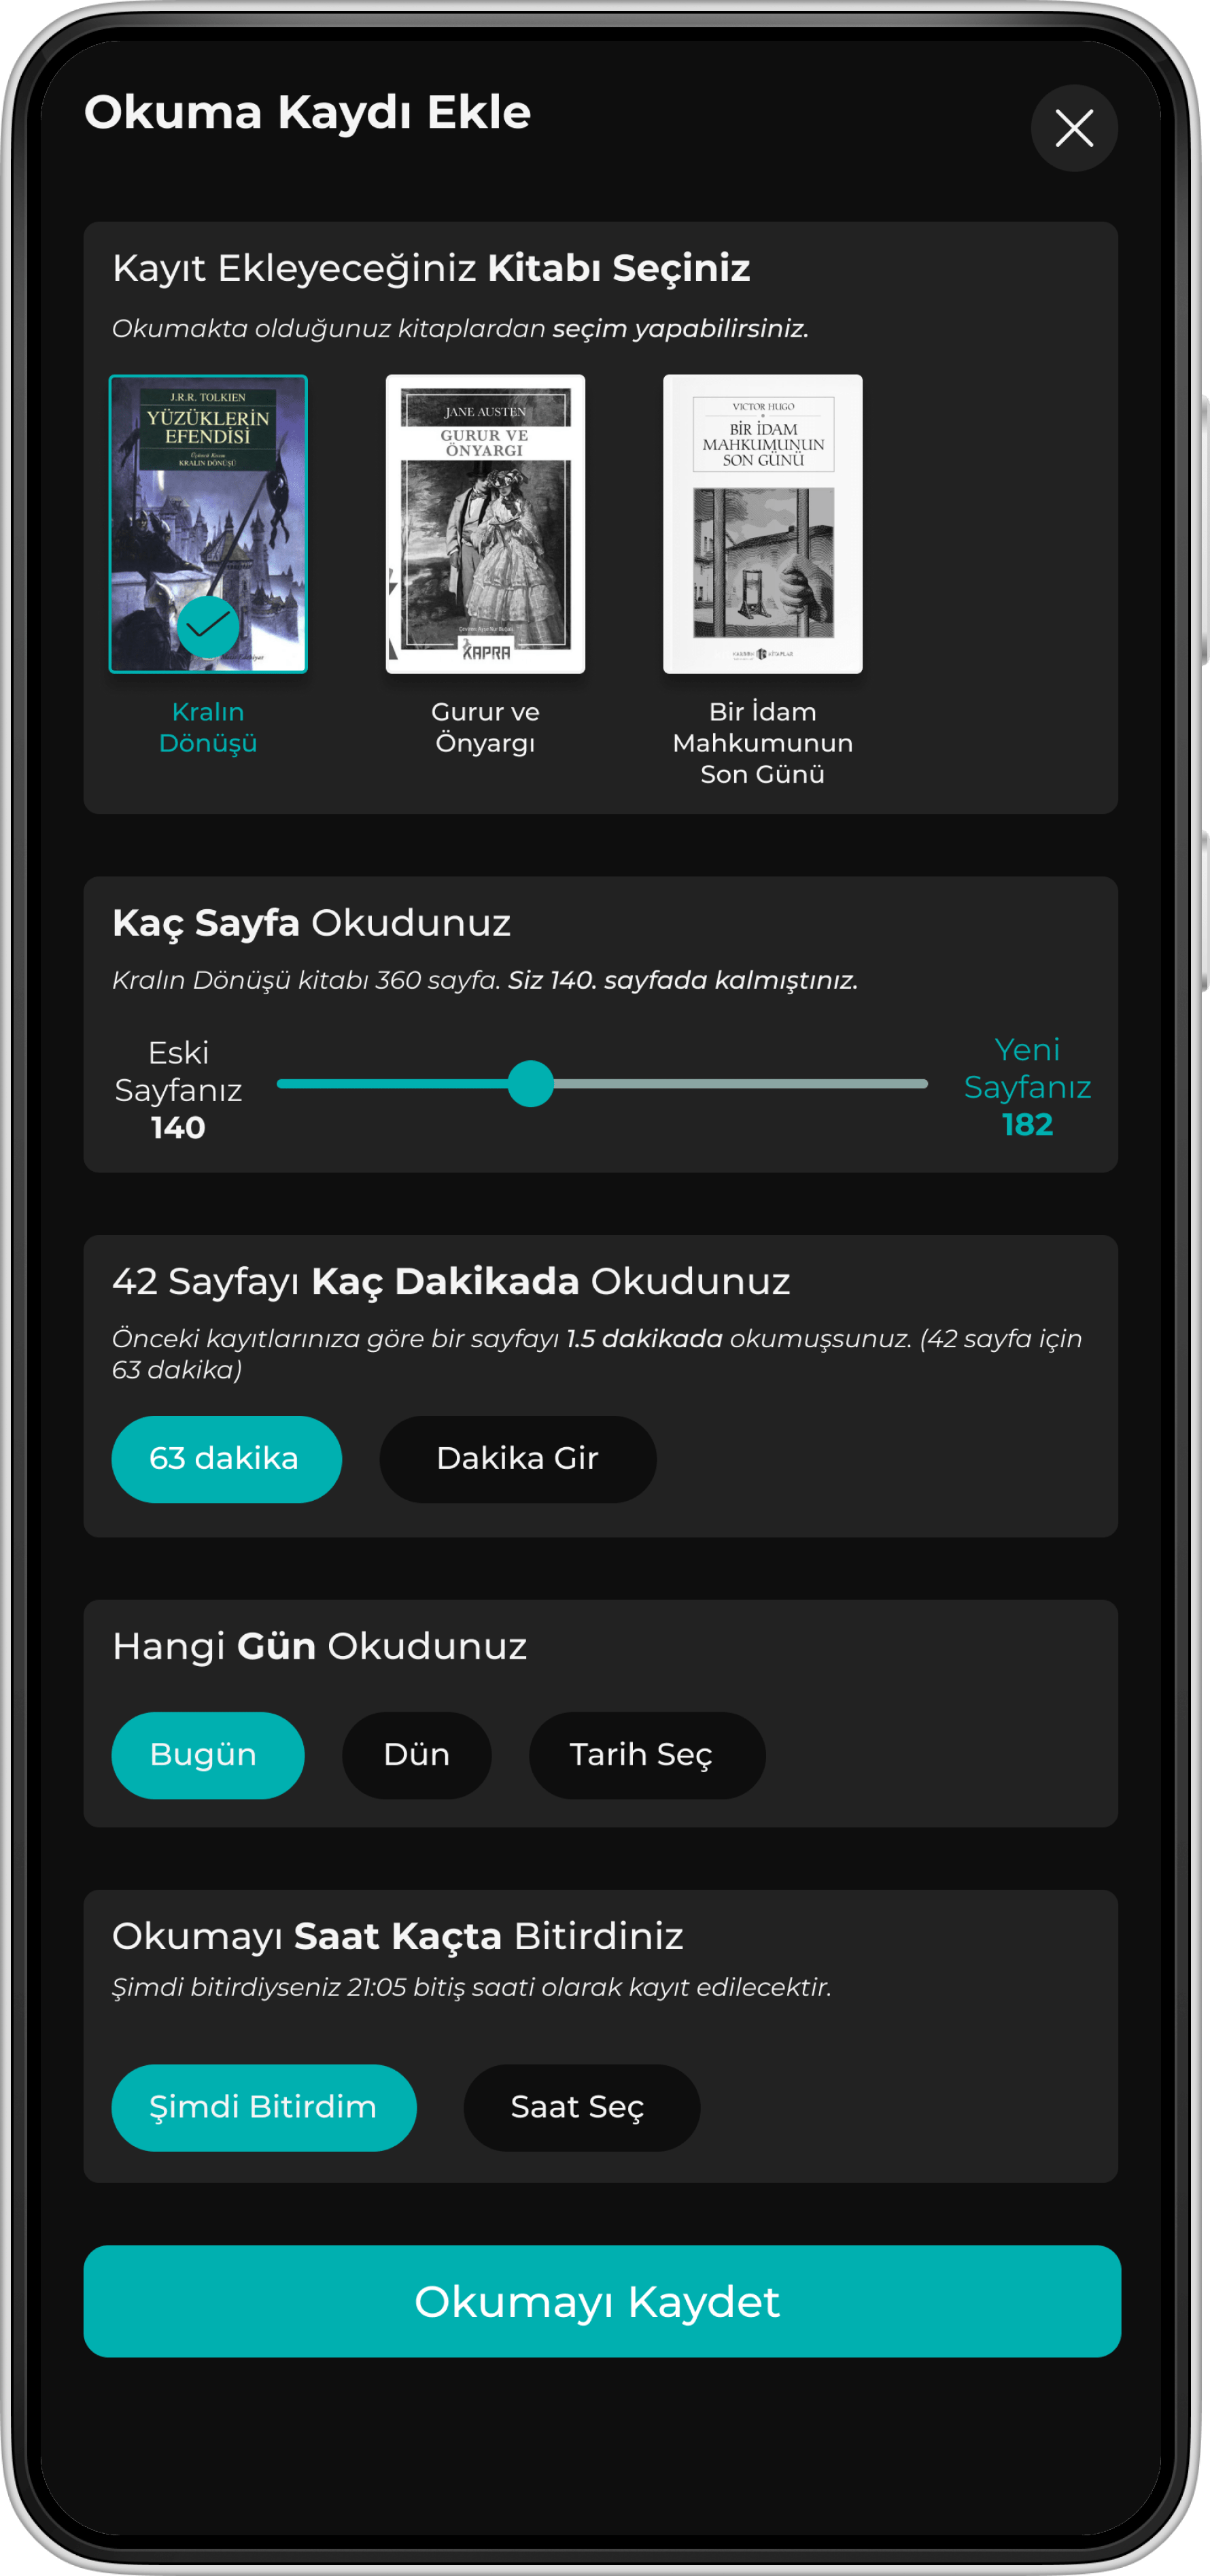 Okuma Kaydı Ekle
Kayıt Ekleyeceğiniz Kitabı Seçiniz
Okumakta olduğunuz kitaplardan seçim yapabilirsiniz.
J.R.R. TOLKIEN
YÜZÜKLERİN
EFENDİSİ
Üçüncü Kısım
KRALIN DÖNÜŞÜ
JANE AUSTEN
GURUR VE
ÖNYARGI
KAPRA
VICTOR HUGO
BİR İDAM
MAHKUMUNUN
SON GÜNÜ
Kralın
Dönüşü
Gurur ve
Önyargı
Bir İdam
Mahkumunun
Son Günü
Kaç Sayfa Okudunuz
Kralın Dönüşü kitabı 360 sayfa. Siz 140. sayfada kalmıştınız.
Eski
Sayfanız
140
Yeni
Sayfanız
182
42 Sayfayı Kaç Dakikada Okudunuz
Önceki kayıtlarınıza göre bir sayfayı 1.5 dakikada okumuşsunuz. (42 sayfa için
63 dakika)
63 dakika
Dakika Gir
Hangi Gün Okudunuz
Bugün
Dün
Tarih Seç
Okumayı Saat Kaçta Bitirdiniz
Şimdi bitirdiyseniz 21:05 bitiş saati olarak kayıt edilecektir.
Şimdi Bitirdim
Saat Seç
Okumayı Kaydet